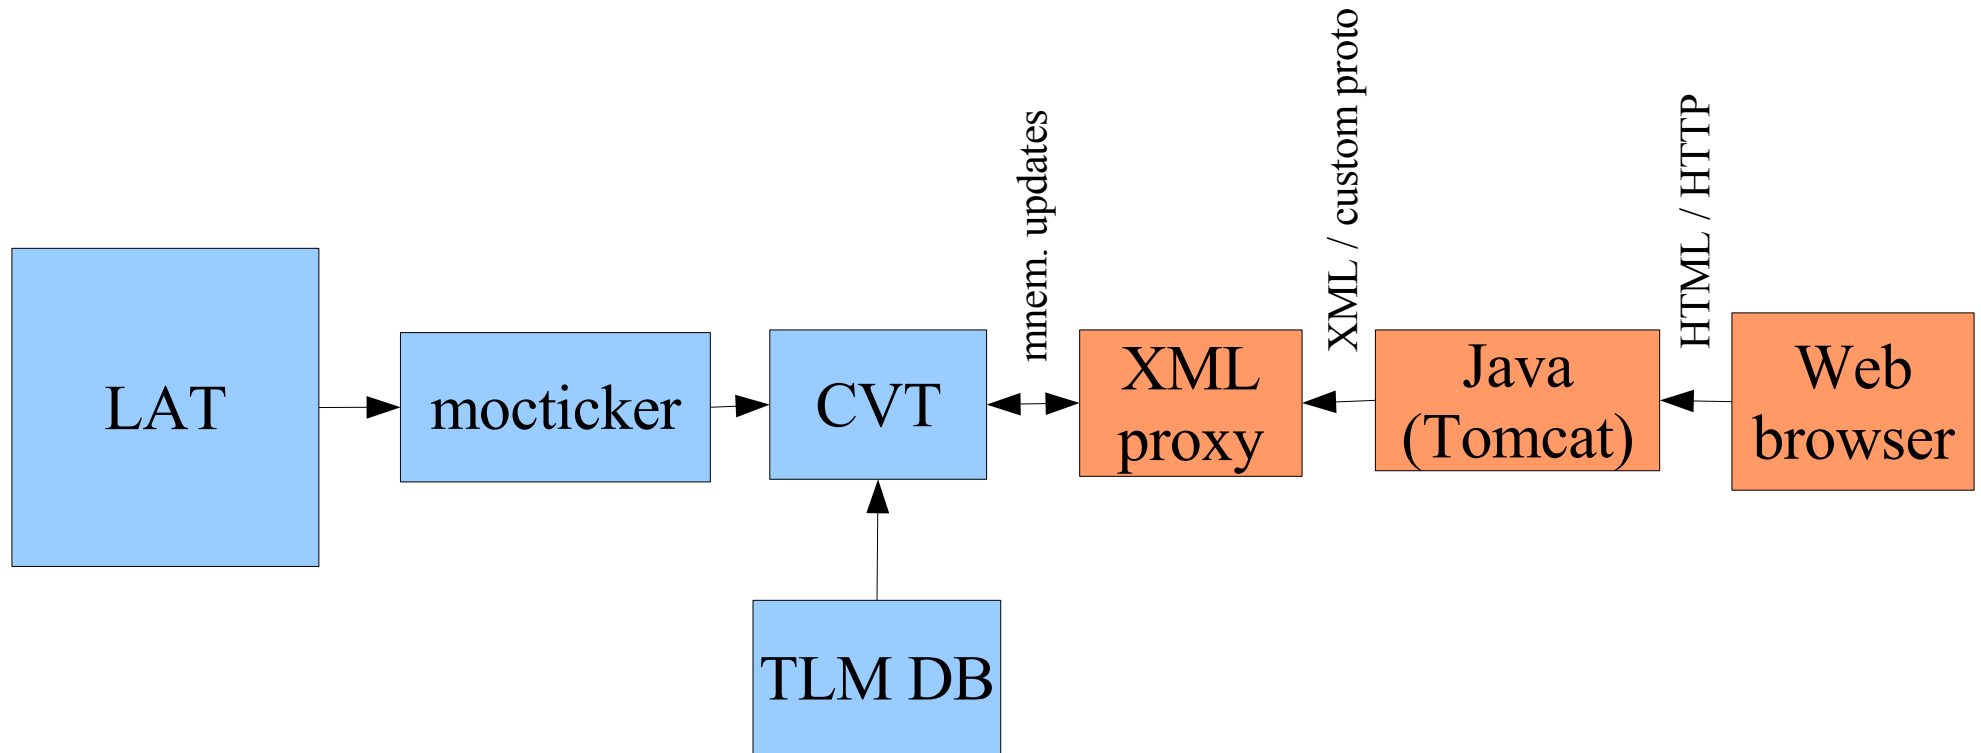 LAT
mocticker
CVT
TLM DB
mnem. updates
XML
proxy
XML / custom proto
Java
(Tomcat)
HTML / HTTP
Web
browser